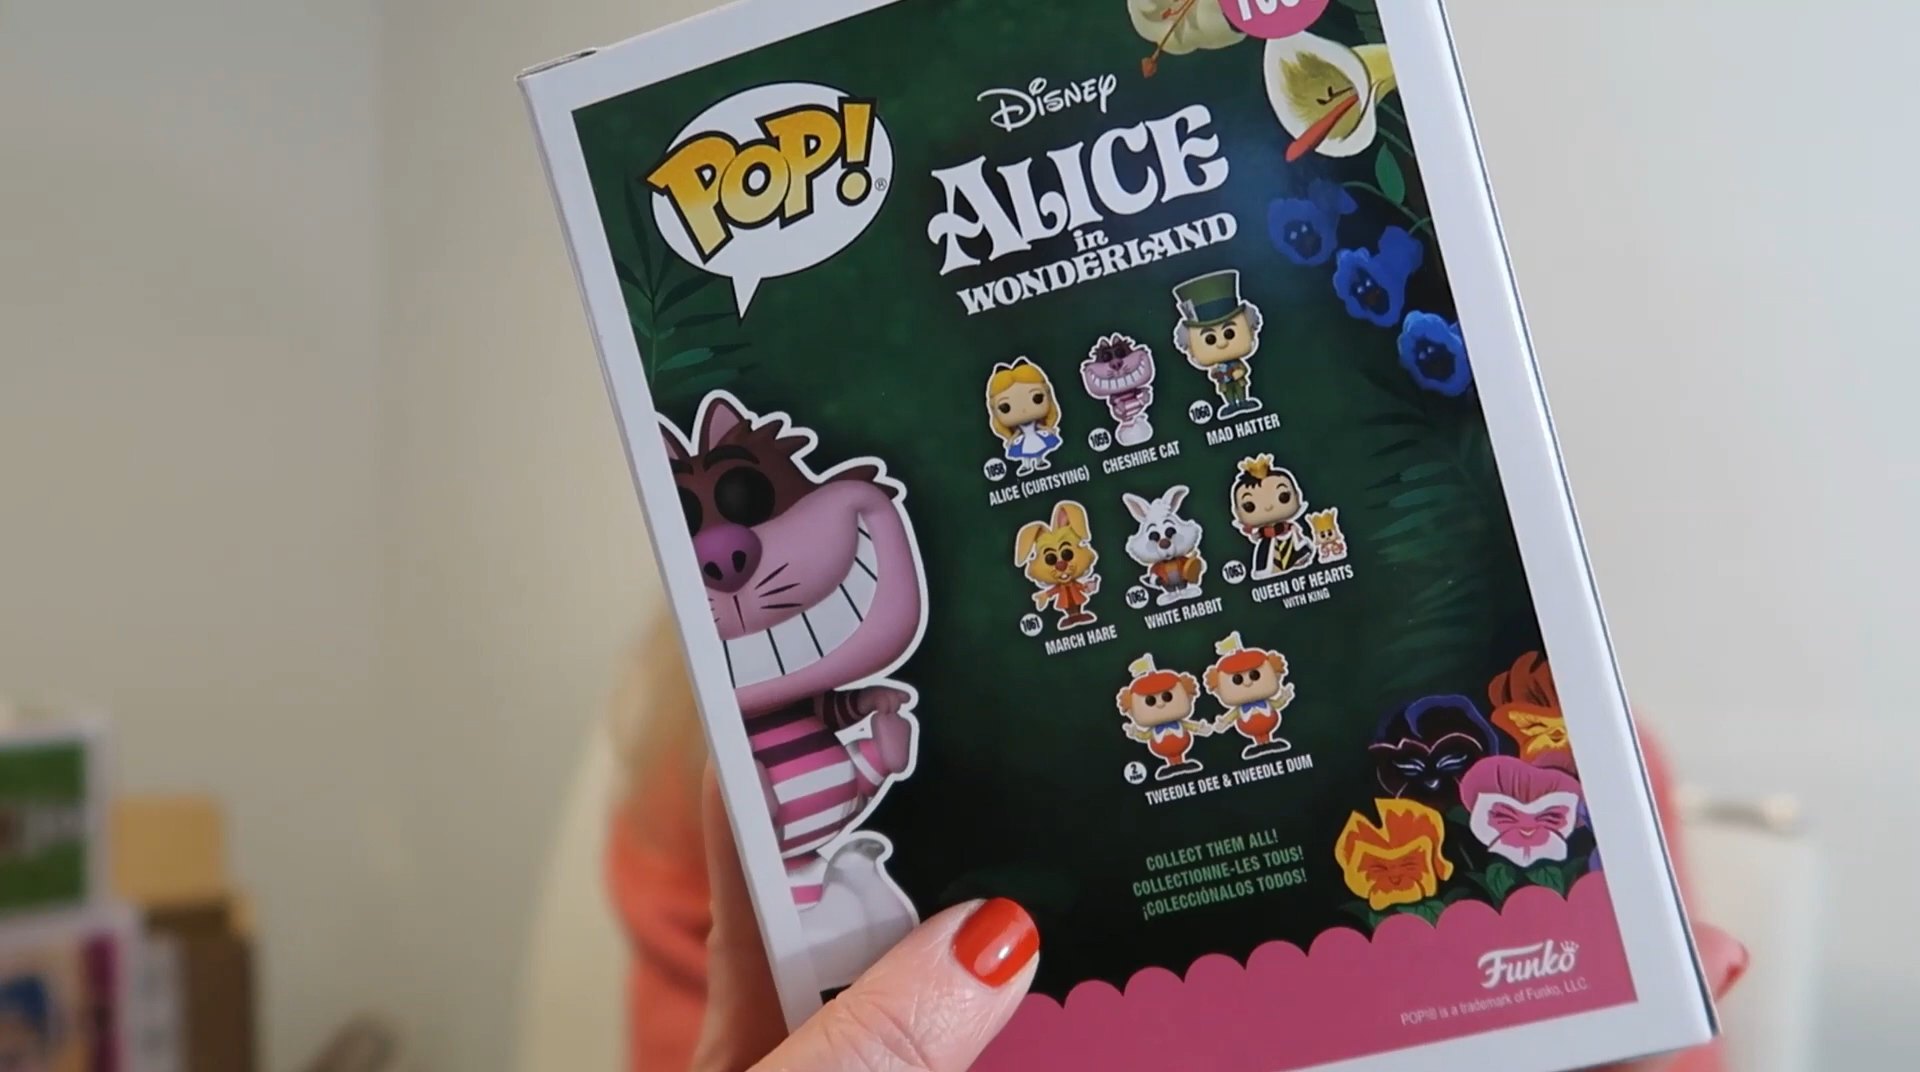 POP!®
Disney
ALICE
in
WONDERLAND
1058
ALICE (CURTSYING)
1059
CHESHIRE CAT
1060
MAD HATTER
1061
MARCH HARE
1062
WHITE RABBIT
1063
QUEEN OF HEARTS
WITH KING
2
PACK
TWEEDLE DEE & TWEEDLE DUM
COLLECT THEM ALL!
COLLECTIONNE-LES TOUS!
¡COLECCIÓNALOS TODOS!
Funko
POP!® is a trademark of Funko, LLC